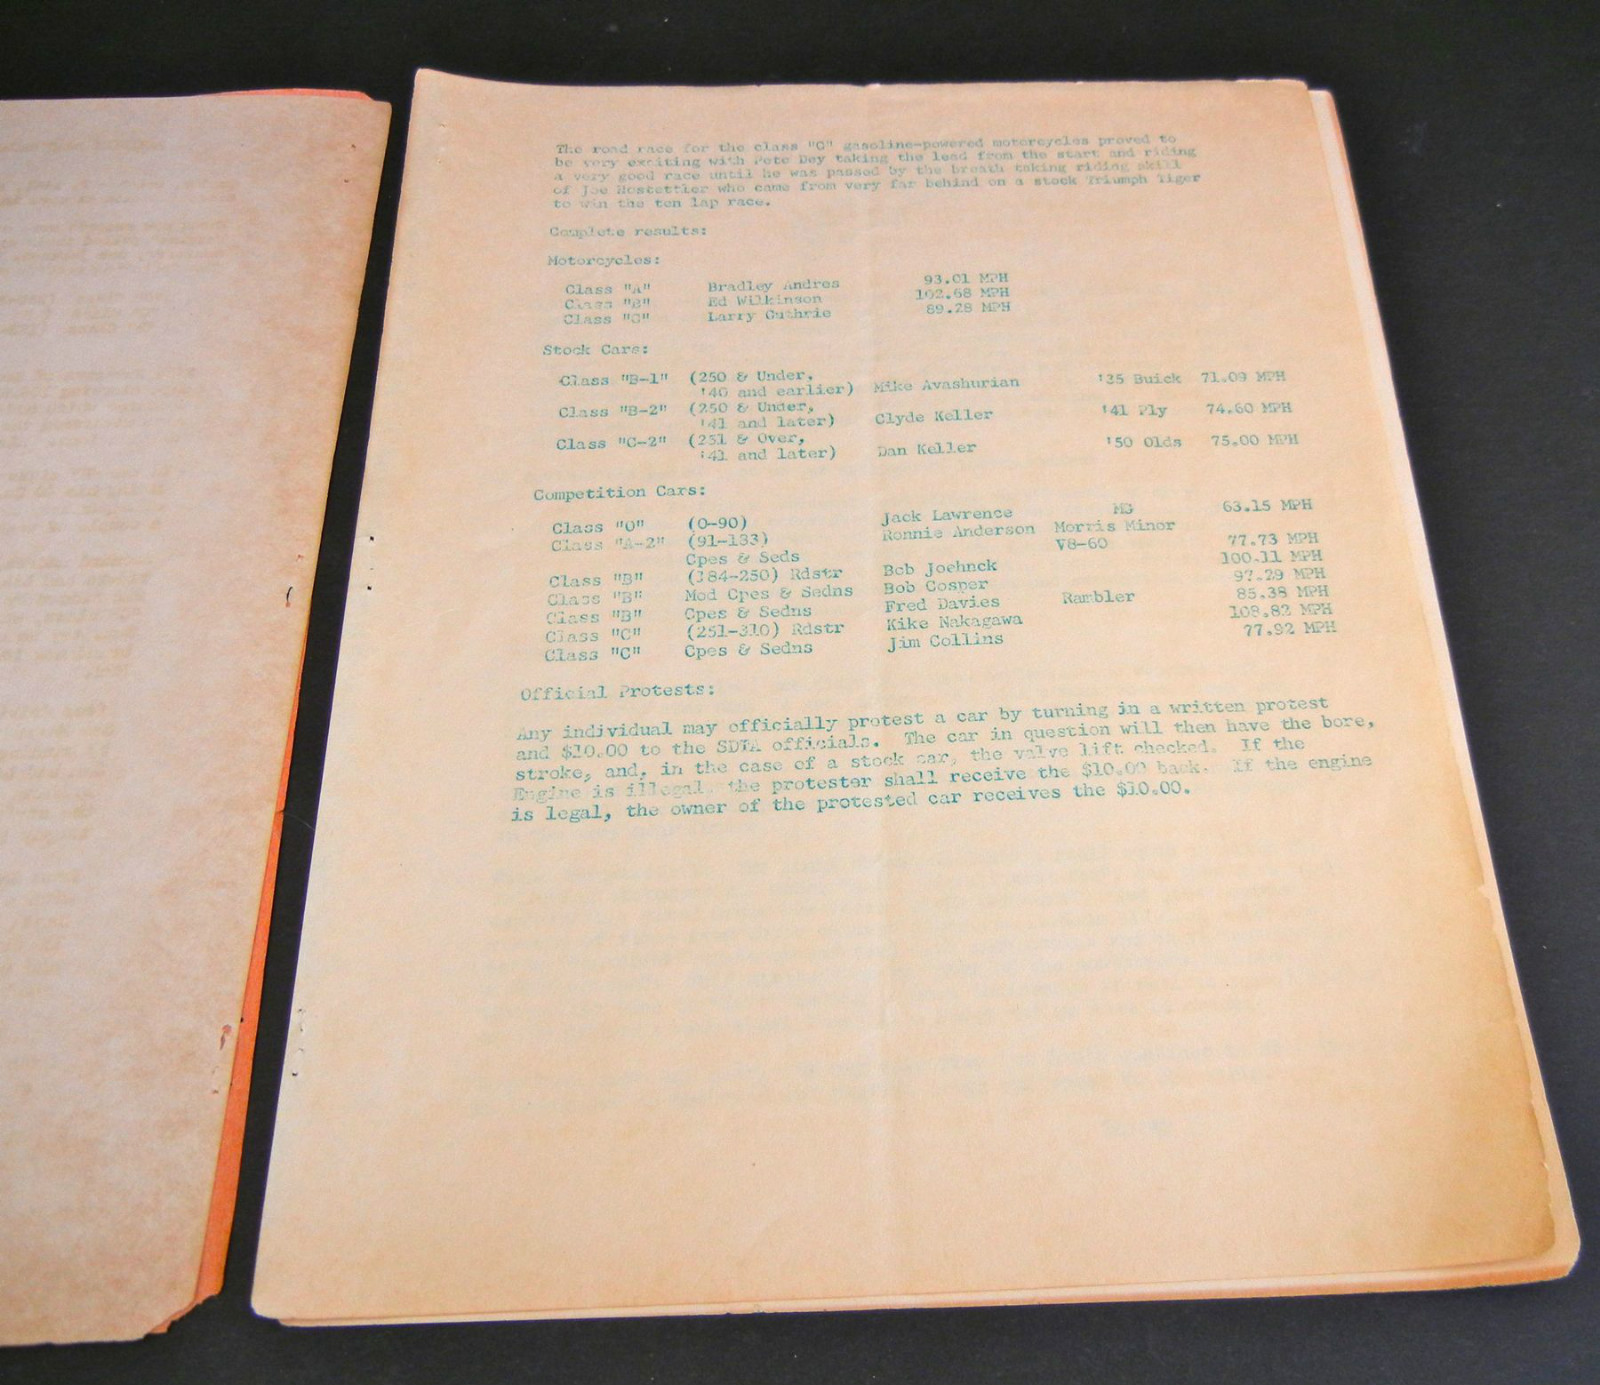 The road race for the class "C" gasoline-powered motorcycles proved to
be very exciting with Pete Dey taking the lead from the start and riding
a very good race until he was passed by the breath taking riding skill
of Joe Hostettler who came from very far behind on a stock Triumph Tiger
to win the ten lap race.
Complete results:
Motorcycles:
Class "A" Bradley Andres 93.01 MPH
Class "B" Ed Wilkinson 102.68 MPH
Class "C" Larry Guthrie 89.28 MPH
Stock Cars:
Class "B-1" (250 & Under,
'40 and earlier) Mike Avashurian '35 Buick 71.09 MPH
Class "B-2" (250 & Under,
'41 and later) Clyde Keller '41 Ply 74.60 MPH
Class "C-2" (251 & Over,
'41 and later) Dan Keller '50 Olds 75.00 MPH
Competition Cars:
Class "O" (0-90) Jack Lawrence MG 63.15 MPH
Class "A-2" (91-183) Ronnie Anderson Morris Minor
Cpes & Seds V8-60 77.73 MPH
Class "B" (184-250) Rdstr Bob Joehnck 100.11 MPH
Class "B" Mod Cpes & Sedns Bob Cosper 97.29 MPH
Class "B" Cpes & Sedns Fred Davies Rambler 85.38 MPH
Class "C" (251-310) Rdstr Kike Nakagawa 108.82 MPH
Class "C" Cpes & Sedns Jim Collins 77.92 MPH
Official Protests:
Any individual may officially protest a car by turning in a written protest
and $10.00 to the SDTA officials. The car in question will then have the bore,
stroke, and, in the case of a stock car, the valve lift checked. If the
Engine is illegal, the protester shall receive the $10.00 back. If the engine
is legal, the owner of the protested car receives the $10.00.